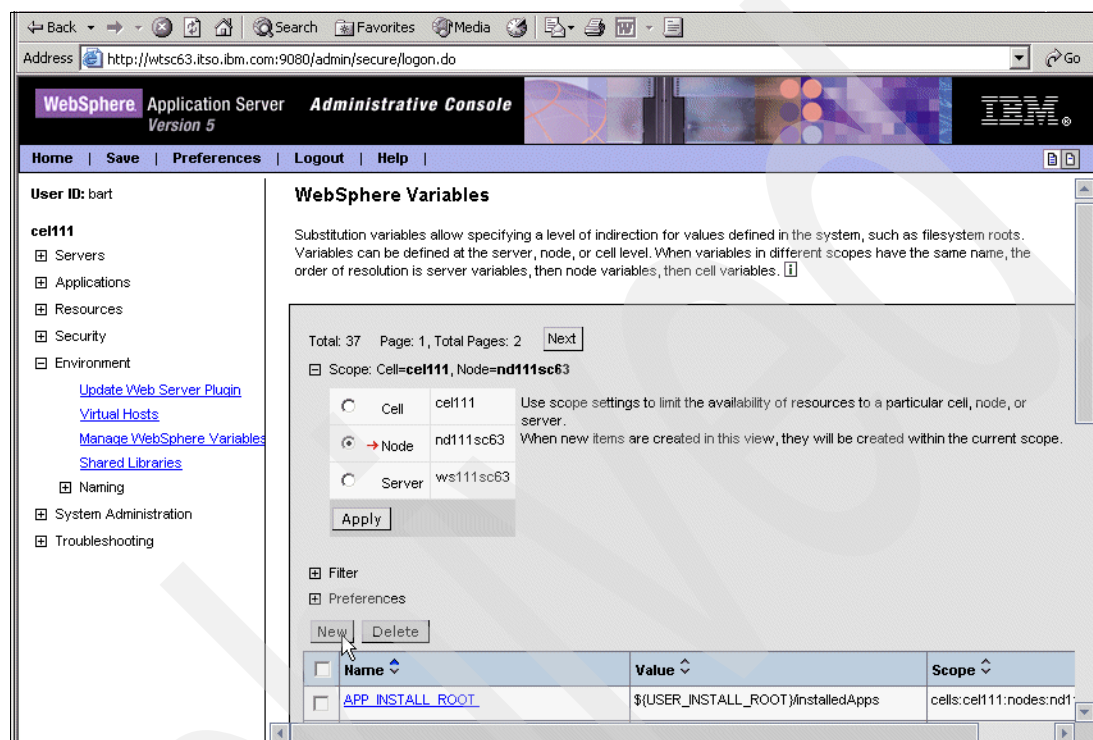 Back Search Favorites Media
Address http://wtsc63.itso.ibm.com:9080/admin/secure/logon.do Go
WebSphere Application Server Administrative Console
Version 5
IBM®
Home | Save | Preferences | Logout | Help |
User ID: bart
cel111
Servers
Applications
Resources
Security
Environment
Update Web Server Plugin
Virtual Hosts
Manage WebSphere Variables
Shared Libraries
Naming
System Administration
Troubleshooting
WebSphere Variables
Substitution variables allow specifying a level of indirection for values defined in the system, such as filesystem roots.
Variables can be defined at the server, node, or cell level. When variables in different scopes have the same name, the
order of resolution is server variables, then node variables, then cell variables. i
Total: 37 Page: 1, Total Pages: 2 Next
Scope: Cell=cel111, Node=nd111sc63
Cell cel111
Node nd111sc63
Server ws111sc63
Use scope settings to limit the availability of resources to a particular cell, node, or
server.
When new items are created in this view, they will be created within the current scope.
Apply
Filter
Preferences
New Delete
Name Value Scope
APP_INSTALL_ROOT ${USER_INSTALL_ROOT}/installedApps cells:cel111:nodes:nd1